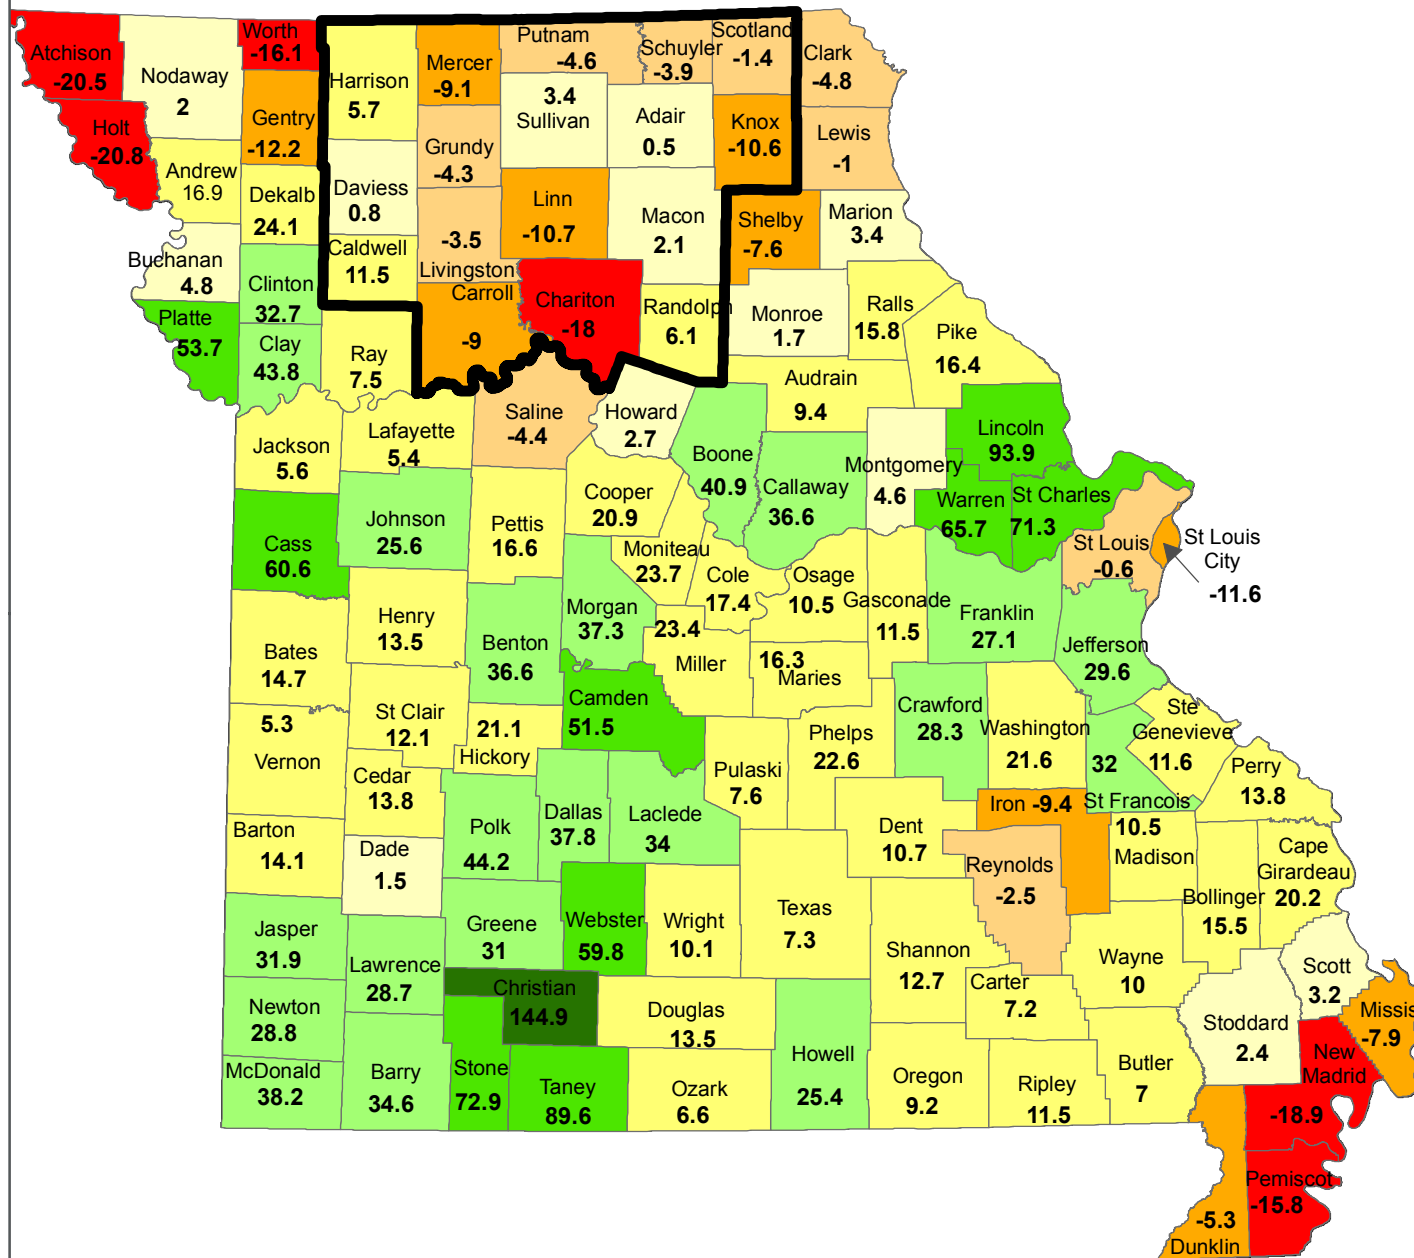 Atchison
-20.5
Nodaway
2
Worth
-16.1
Holt
-20.8
Gentry
-12.2
Andrew
16.9
Dekalb
24.1
Buchanan
4.8
Clinton
32.7
Platte
53.7
Clay
43.8
Harrison
5.7
Mercer
-9.1
Putnam
-4.6
Schuyler
-3.9
Scotland
-1.4
Clark
-4.8
3.4
Sullivan
Adair
0.5
Knox
-10.6
Lewis
-1
Grundy
-4.3
Daviess
0.8
Linn
-10.7
Macon
2.1
Shelby
-7.6
Marion
3.4
-3.5
Livingston
Caldwell
11.5
Carroll
-9
Chariton
-18
Randolph
6.1
Monroe
1.7
Ralls
15.8
Pike
16.4
Ray
7.5
Audrain
9.4
Saline
-4.4
Howard
2.7
Jackson
5.6
Lafayette
5.4
Boone
40.9
Callaway
36.6
Montgomery
4.6
Lincoln
93.9
Warren
65.7
St Charles
71.3
St Louis
-0.6
St Louis
City
-11.6
Cass
60.6
Johnson
25.6
Pettis
16.6
Cooper
20.9
Moniteau
23.7
Cole
17.4
Osage
10.5
Gasconade
11.5
Franklin
27.1
Jefferson
29.6
Bates
14.7
Henry
13.5
Benton
36.6
Morgan
37.3
23.4
Miller
16.3
Maries
Camden
51.5
Crawford
28.3
Washington
21.6
Ste
Genevieve
11.6
32
St Francois
Perry
13.8
5.3
Vernon
St Clair
12.1
21.1
Hickory
Cedar
13.8
Phelps
22.6
Pulaski
7.6
Iron -9.4
Dent
10.7
Reynolds
-2.5
10.5
Madison
Cape
Girardeau
20.2
Bollinger
15.5
Barton
14.1
Dade
1.5
Polk
44.2
Dallas
37.8
Laclede
34
Jasper
31.9
Lawrence
28.7
Greene
31
Webster
59.8
Wright
10.1
Texas
7.3
Shannon
12.7
Carter
7.2
Wayne
10
Scott
3.2
Stoddard
2.4
Missis
-7.9
Newton
28.8
Christian
144.9
Douglas
13.5
Howell
25.4
McDonald
38.2
Barry
34.6
Stone
72.9
Taney
89.6
Ozark
6.6
Oregon
9.2
Ripley
11.5
Butler
7
New
Madrid
-18.9
Pemiscot
-15.8
-5.3
Dunklin